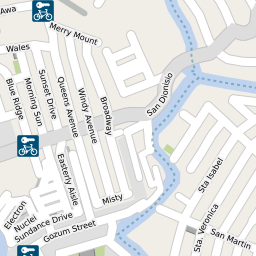 Awa
Merry Mount
Wales
Blue Ridge
Morning Sun
Sunset Drive
Queens Avenue
Windy Avenue
Broadway
San Dionisio
Easterly Aisle
Misty
Electron
Nuclei
Sundance Drive
Gozum Street
Sta Isabel
Sta. Veronica
San Martin